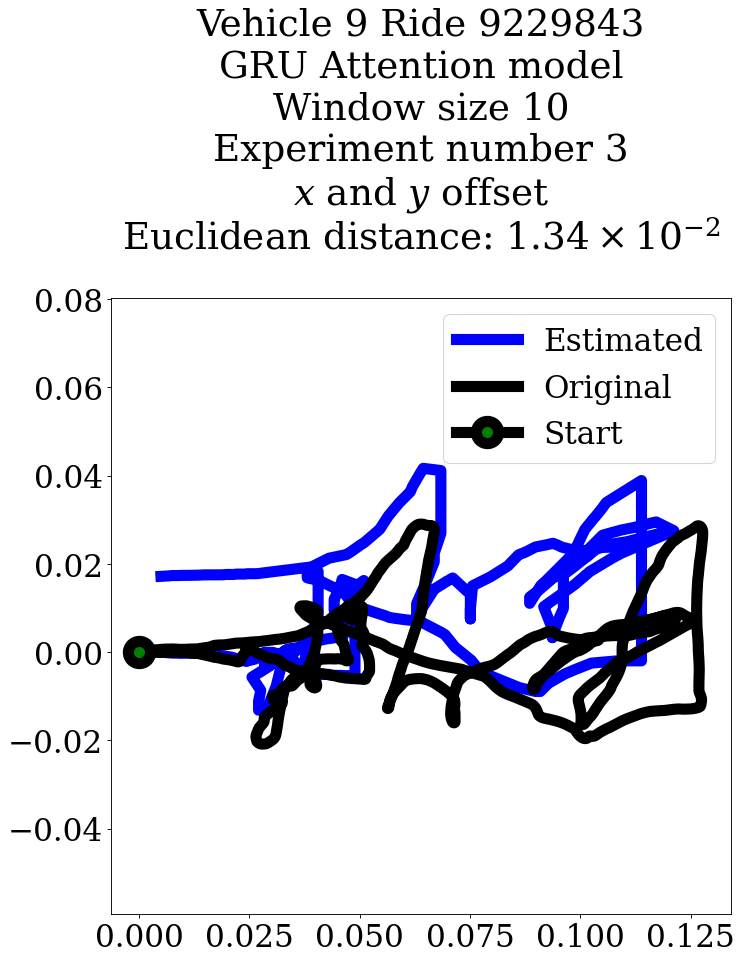 Vehicle 9 Ride 9229843
GRU Attention model
Window size 10
Experiment number 3
x and y offset
Euclidean distance: 1.34 × 10⁻²
0.08
0.06
0.04
0.02
0.00
−0.02
−0.04
Estimated
Original
Start
0.000 0.025 0.050 0.075 0.100 0.125